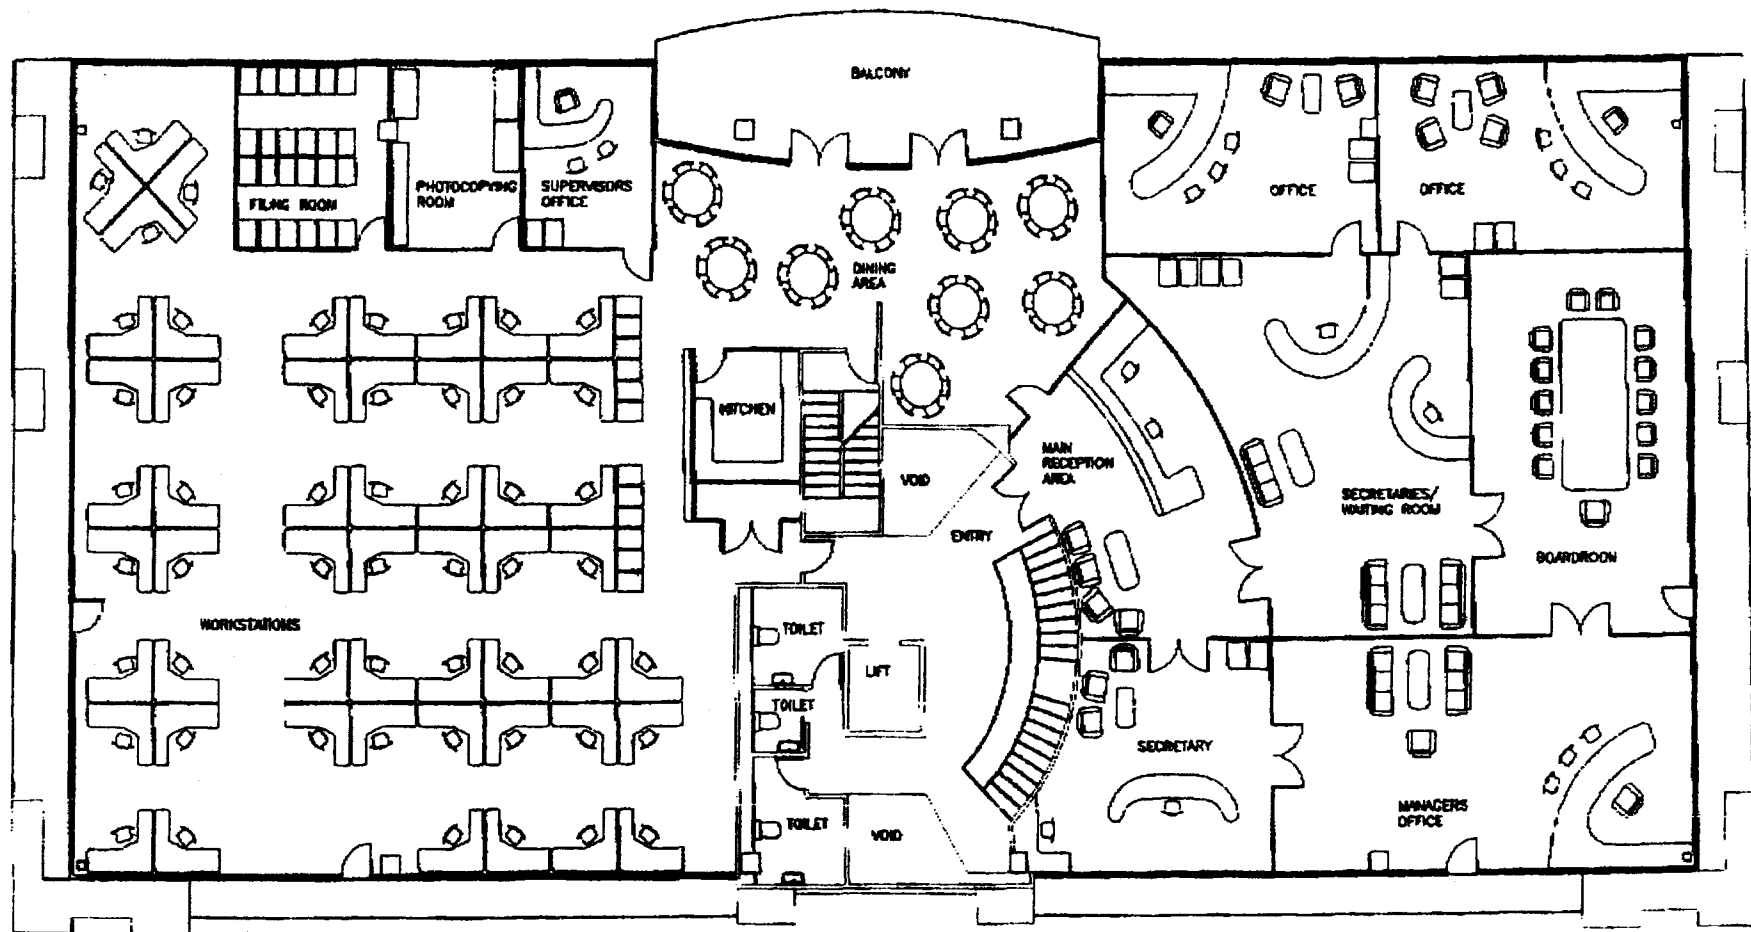 BALCONY
FILING ROOM
PHOTOCOPYING
ROOM
SUPERVISORS
OFFICE
OFFICE
OFFICE
DINING
AREA
KITCHEN
VOID
MAIN
RECEPTION
AREA
SECRETARIES/
WAITING ROOM
ENTRY
BOARDROOM
WORKSTATIONS
TOILET
LIFT
TOILET
SECRETARY
TOILET
VOID
MANAGERS
OFFICE